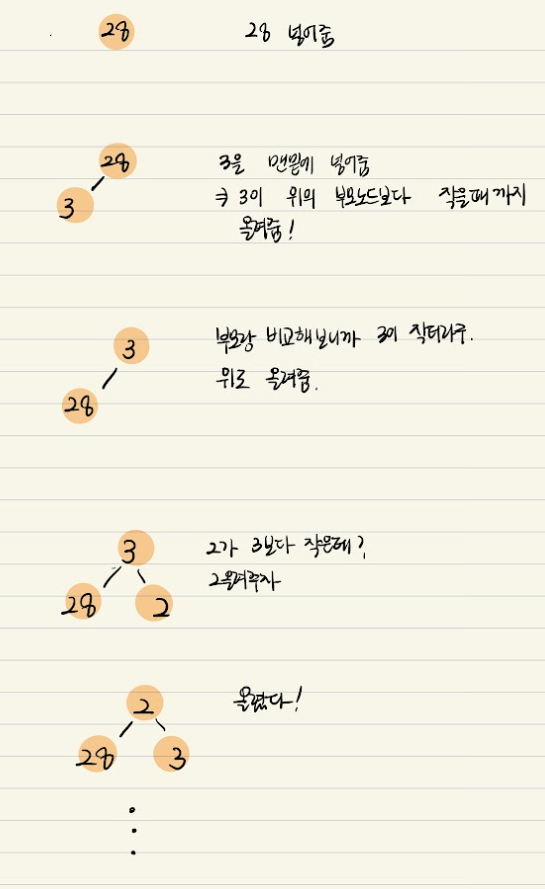 28 28 넣어줌
28 3을 맨밑에 넣어줌
3 => 3이 위의 부모노드보다 작을때까지
올려줌!
3 부모랑 비교해보니까 3이 작더라구.
28 위로 올려줌.
3 2가 3보다 작은데?
28 2 2올려주자
2 올렸다!
28 3